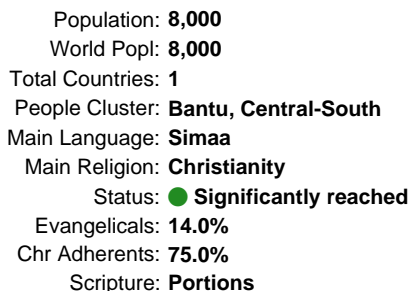 Population: 8,000
World Popl: 8,000
Total Countries: 1
People Cluster: Bantu, Central-South
Main Language: Simaa
Main Religion: Christianity
Status: Significantly reached
Evangelicals: 14.0%
Chr Adherents: 75.0%
Scripture: Portions